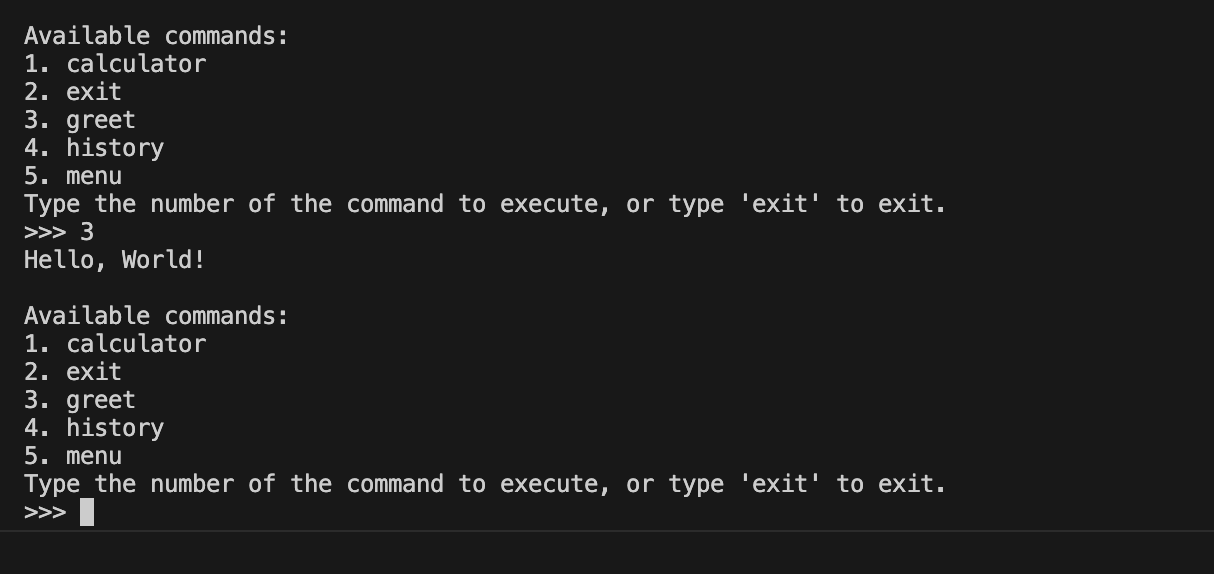 Available commands:
1. calculator
2. exit
3. greet
4. history
5. menu
Type the number of the command to execute, or type 'exit' to exit.
>>> 3
Hello, World!

Available commands:
1. calculator
2. exit
3. greet
4. history
5. menu
Type the number of the command to execute, or type 'exit' to exit.
>>>